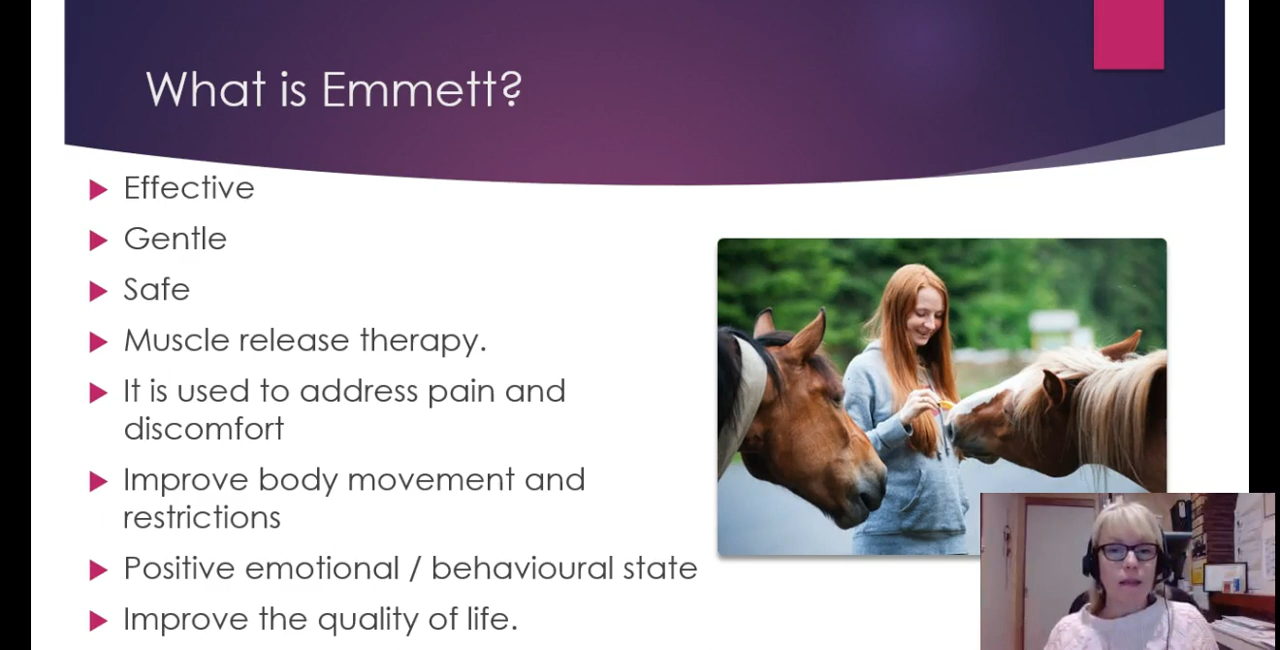 What is Emmett?
Effective
Gentle
Safe
Muscle release therapy.
It is used to address pain and
discomfort
Improve body movement and
restrictions
Positive emotional / behavioural state
Improve the quality of life.